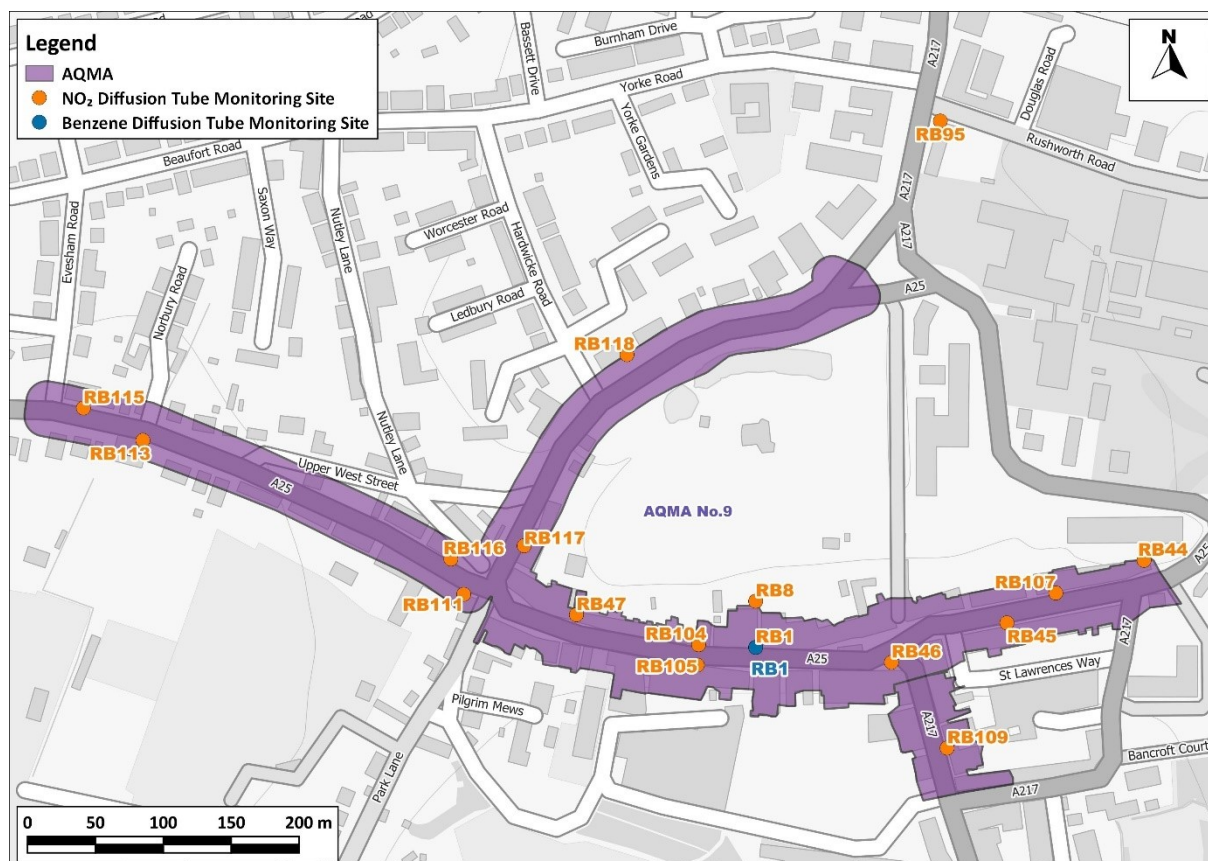 Legend
AQMA
NO₂ Diffusion Tube Monitoring Site
Benzene Diffusion Tube Monitoring Site
N
Bassett Drive
Burnham Drive
A217
Douglas Road
Yorke Road
Yorke Gardens
RB95
Rushworth Road
Beaufort Road
Saxon Way
Nutley Lane
Evesham Road
Worcester Road
Hardwicke Road
A217
A217
Norbury Road
Ledbury Road
A25
RB118
RB115
RB113
Nutley Lane
Upper West Street
A25
AQMA No.9
RB116
RB117
RB111
RB47
RB8
RB107
RB44
A25
RB104
RB1
RB45
RB105
RB1
A25
RB46
A217
St Lawrences Way
Pilgrim Mews
A217
RB109
Park Lane
Bancroft Court
A217
0 50 100 150 200 m